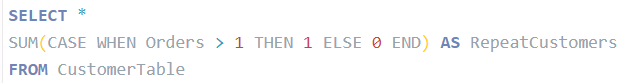 SELECT *
SUM(CASE WHEN Orders > 1 THEN 1 ELSE 0 END) AS RepeatCustomers
FROM CustomerTable